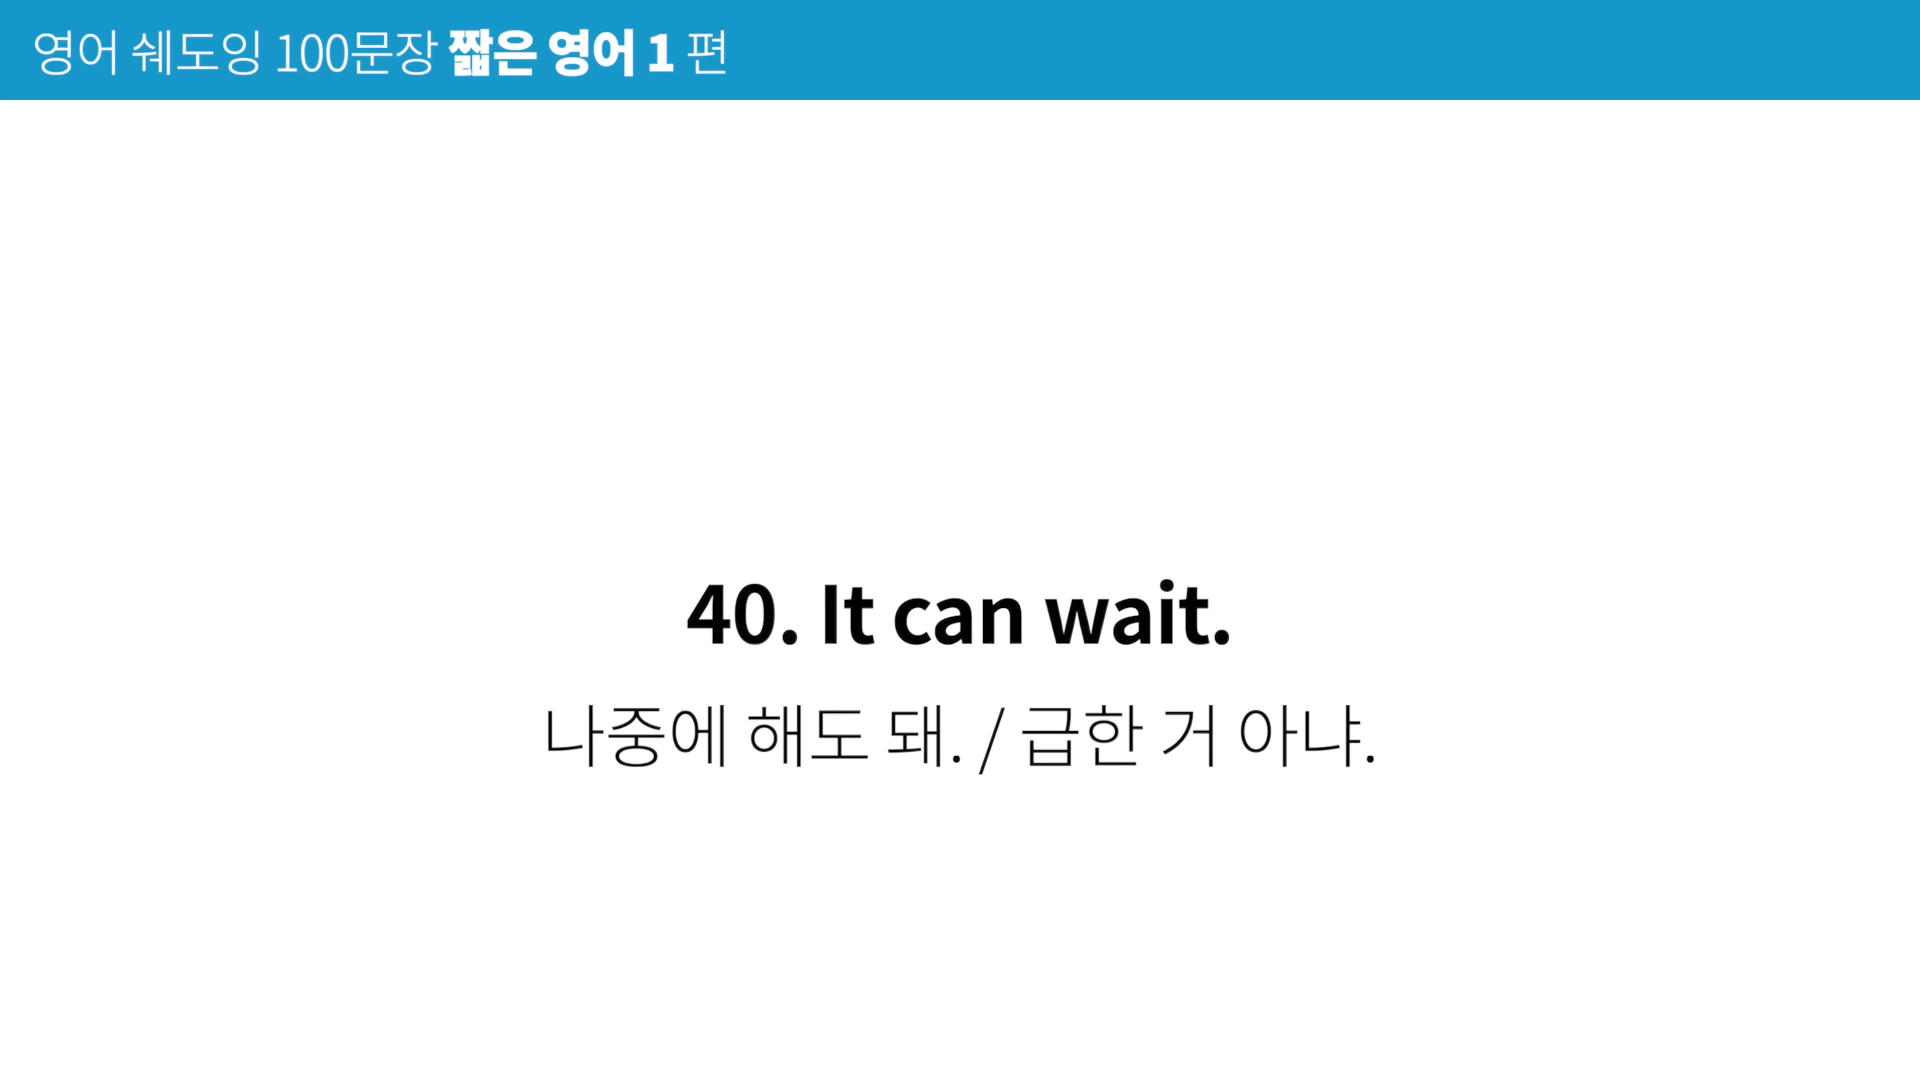 영어 쉐도잉 100문장 짧은 영어 1 편
40. It can wait.
나중에 해도 돼. / 급한 거 아냐.